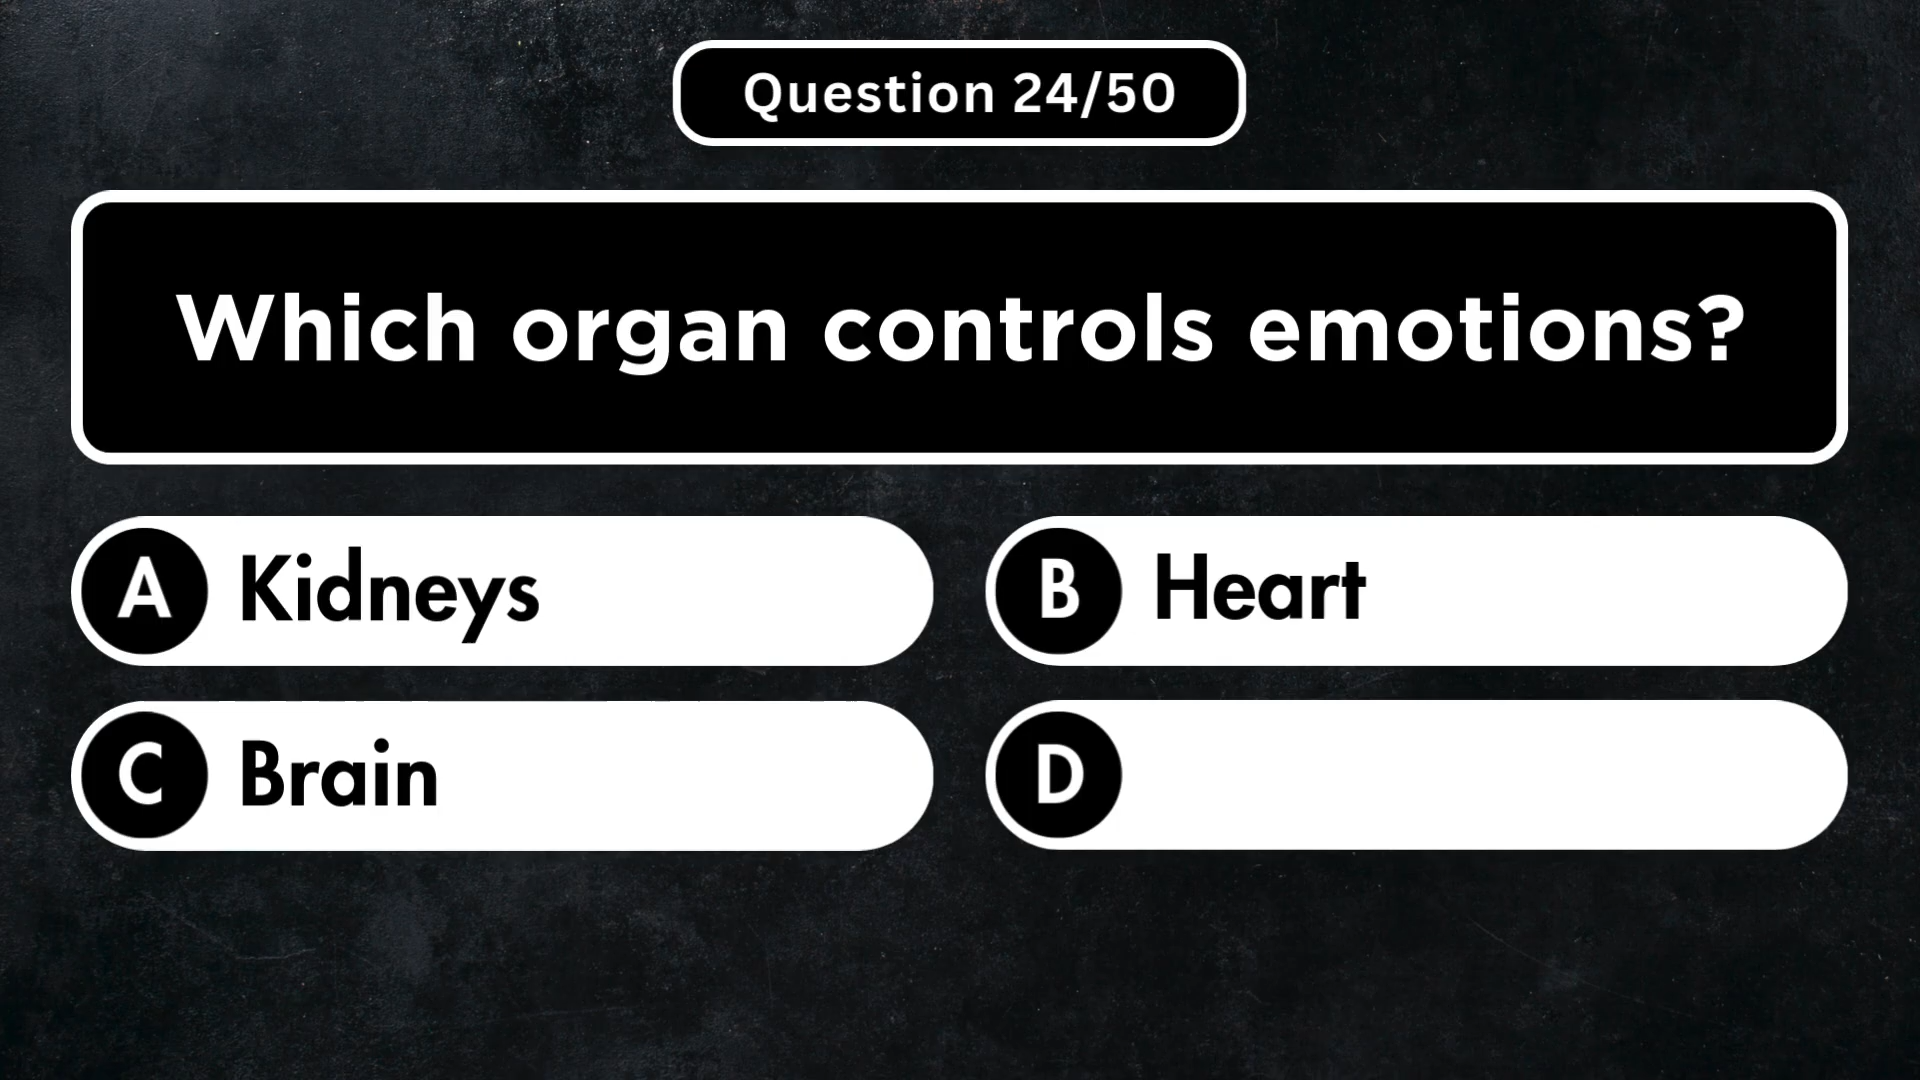 Question 24/50
Which organ controls emotions?
A Kidneys
B Heart
C Brain
D